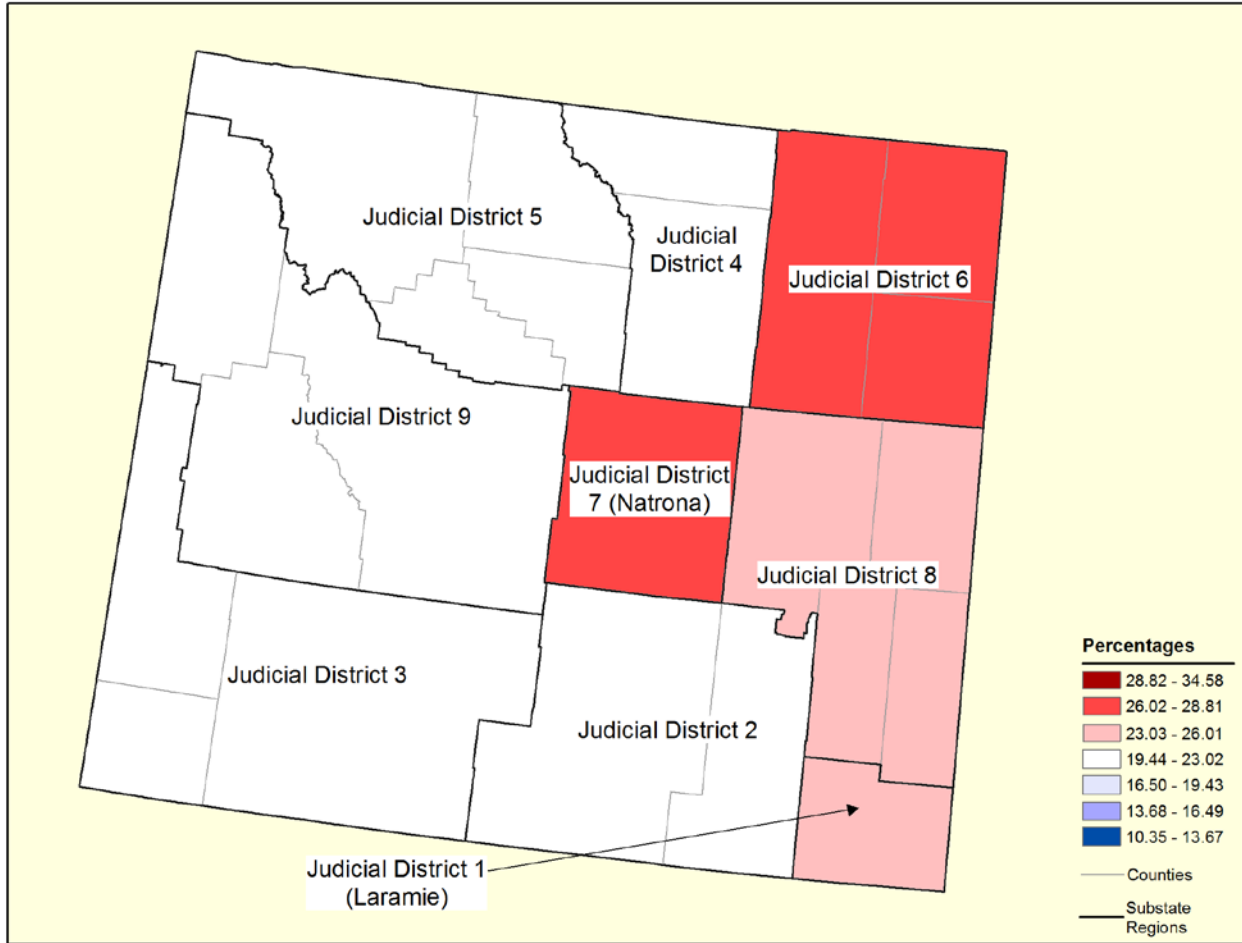 Judicial District 5
Judicial
District 4
Judicial District 6
Judicial District 9
Judicial District
7 (Natrona)
Judicial District 8
Judicial District 3
Judicial District 2
Judicial District 1
(Laramie)
Percentages
28.82 - 34.58
26.02 - 28.81
23.03 - 26.01
19.44 - 23.02
16.50 - 19.43
13.68 - 16.49
10.35 - 13.67
Counties
Substate
Regions